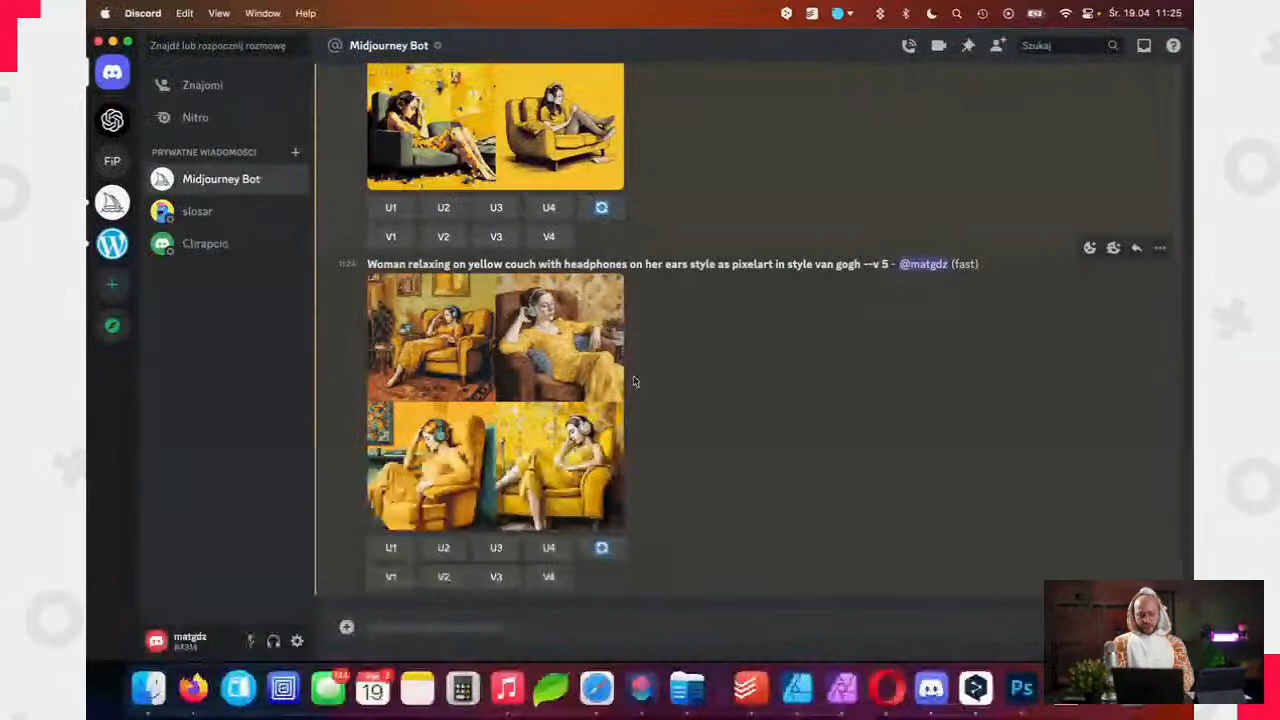 Discord Edit View Window Help Śr. 19.04 11:25
Znajdź lub rozpocznij rozmowę
Midjourney Bot
Szukaj
Znajomi
Nitro
PRYWATNE WIADOMOŚCI
FiP
Midjourney Bot
slosar
Chrapcio
U1 U2 U3 U4
V1 V2 V3 V4
11:24 Woman relaxing on yellow couch with headphones on her ears style as pixelart in style van gogh --v 5 - @matgdz (fast)
U1 U2 U3 U4
V1 V2 V3 V4
matgdz
19
Ps